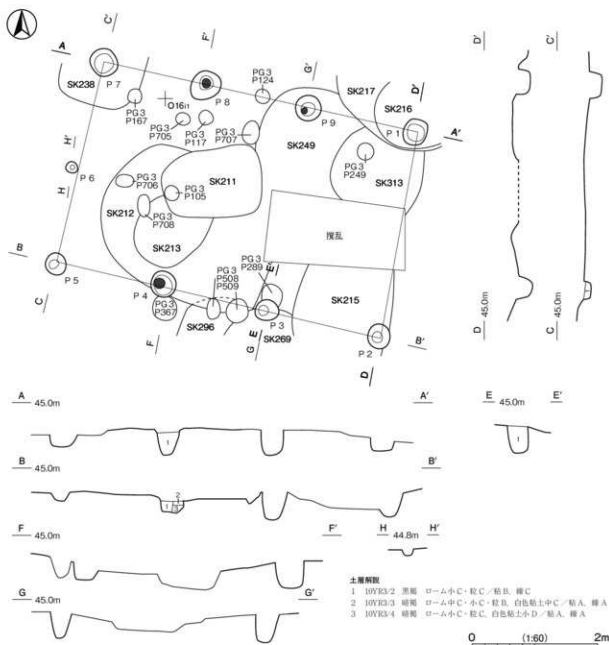 A
C'
F'
G'
D'
A'
SK238
P 7
PG3
P167
O16i1
PG3
P705
PG3
P117
P 8
PG3
P124
PG3
P707
SK249
P 9
SK217
SK216
P 1
PG3
P249
SK313
H'
P 6
H
PG3
P706
SK211
PG3
P105
SK212
PG3
P708
SK213
撹乱
B
P 5
C
P 4
PG3
P367
F
SK296
PG3
P508
P509
PG3
P289
E'
E
P 3
G
SK269
SK215
P 2
B'
D
D'
C'
D 45.0m
C 45.0m
A 45.0m
A'
1
E 45.0m
E'
1
B 45.0m
B'
1
2
3
F 45.0m
F'
H 44.8m
H'
G 45.0m
G'
土層解説
1 10YR3/2 黒褐 ローム小C・粒C/粘B、締C
2 10YR3/3 暗褐 ローム中C・小C・粒B、白色粘土中C/粘A、締A
3 10YR3/4 暗褐 ローム小C・粒C、白色粘土小D/粘A、締A
0 (1:60) 2m